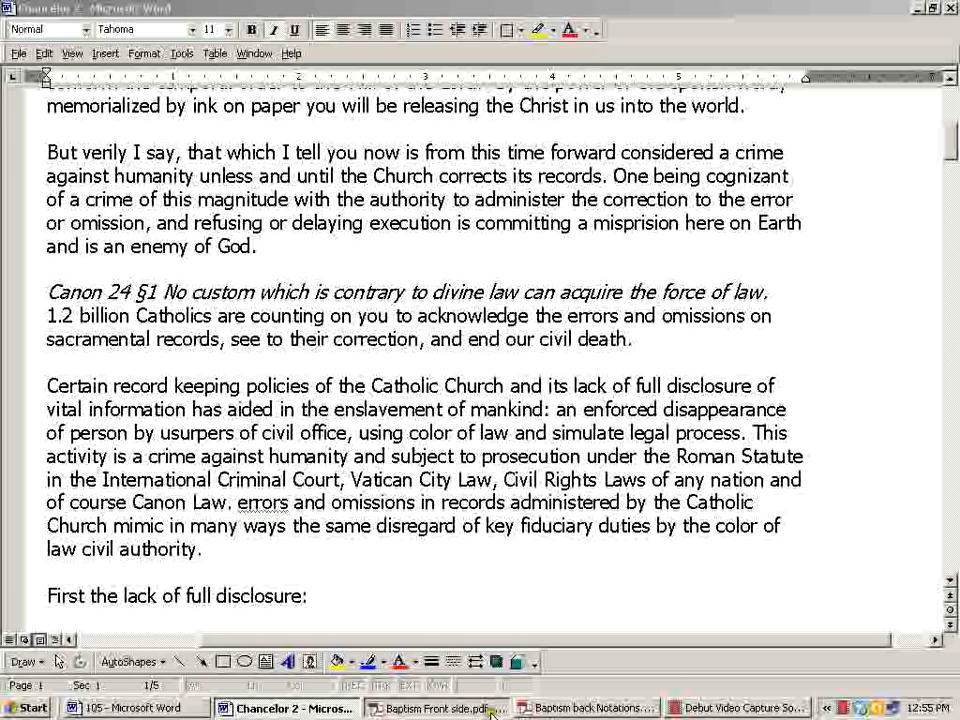 Chancelor 2 - Microsoft Word
Normal Tahoma 11 B I U
File Edit View Insert Format Tools Table Window Help
1 2 3 4 5 7
memorialized by ink on paper you will be releasing the Christ in us into the world.
But verily I say, that which I tell you now is from this time forward considered a crime
against humanity unless and until the Church corrects its records. One being cognizant
of a crime of this magnitude with the authority to administer the correction to the error
or omission, and refusing or delaying execution is committing a misprision here on Earth
and is an enemy of God.
Canon 24 §1 No custom which is contrary to divine law can acquire the force of law.
1.2 billion Catholics are counting on you to acknowledge the errors and omissions on
sacramental records, see to their correction, and end our civil death.
Certain record keeping policies of the Catholic Church and its lack of full disclosure of
vital information has aided in the enslavement of mankind: an enforced disappearance
of person by usurpers of civil office, using color of law and simulate legal process. This
activity is a crime against humanity and subject to prosecution under the Roman Statute
in the International Criminal Court, Vatican City Law, Civil Rights Laws of any nation and
of course Canon Law. errors and omissions in records administered by the Catholic
Church mimic in many ways the same disregard of key fiduciary duties by the color of
law civil authority.
First the lack of full disclosure:
Draw AutoShapes
Page 1 Sec 1 1/5
Start 105 - Microsoft Word Chancelor 2 - Micros... Baptism Front side.pdf-... Baptism back Notations.... Debut Video Capture So... « 12:55 PM